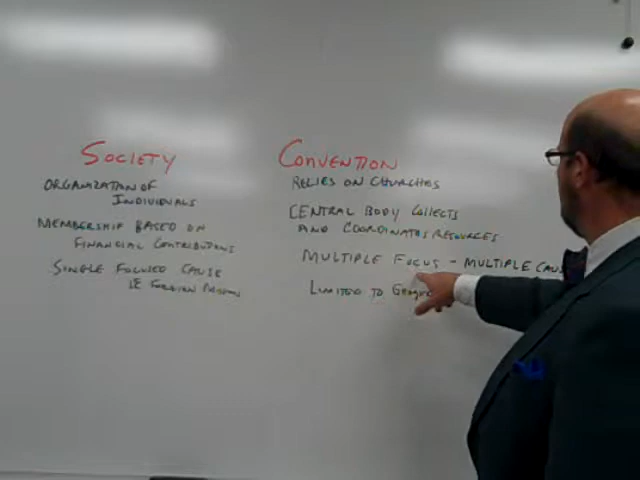 SOCIETY
ORGANIZATION OF
INDIVIDUALS
MEMBERSHIP BASED ON
FINANCIAL CONTRIBUTIONS
SINGLE FOCUSED CAUSE
IE FOREIGN
CONVENTION
RELIES ON CHURCHES
CENTRAL BODY COLLECTS
AND COORDINATES RESOURCES
MULTIPLE FOCUS - MULTIPLE CAU
LIMITED TO